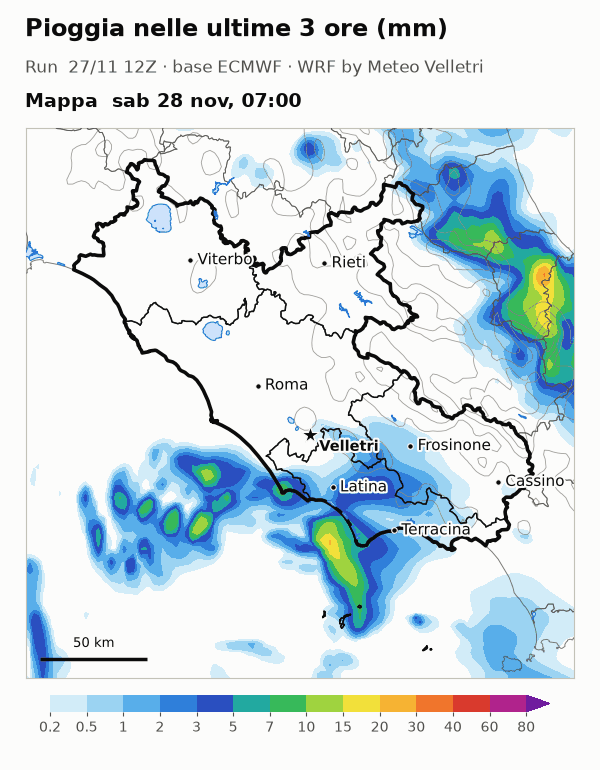 Pioggia nelle ultime 3 ore (mm)
Run  27/11 12Z · base ECMWF · WRF by Meteo Velletri
Mappa  sab 28 nov, 07:00
Viterbo
Rieti
Roma
Velletri
Frosinone
Cassino
Latina
Terracina
50 km
0.2 0.5 1 2 3 5 7 10 15 20 30 40 60 80